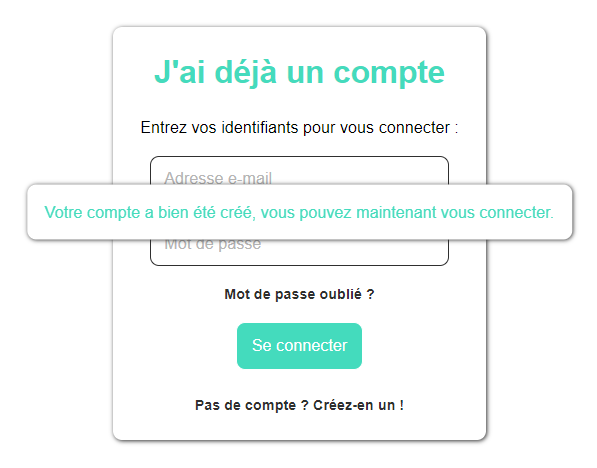 J'ai déjà un compte
Entrez vos identifiants pour vous connecter :
Adresse e-mail
Votre compte a bien été créé, vous pouvez maintenant vous connecter.
Mot de passe
Mot de passe oublié ?
Se connecter
Pas de compte ? Créez-en un !